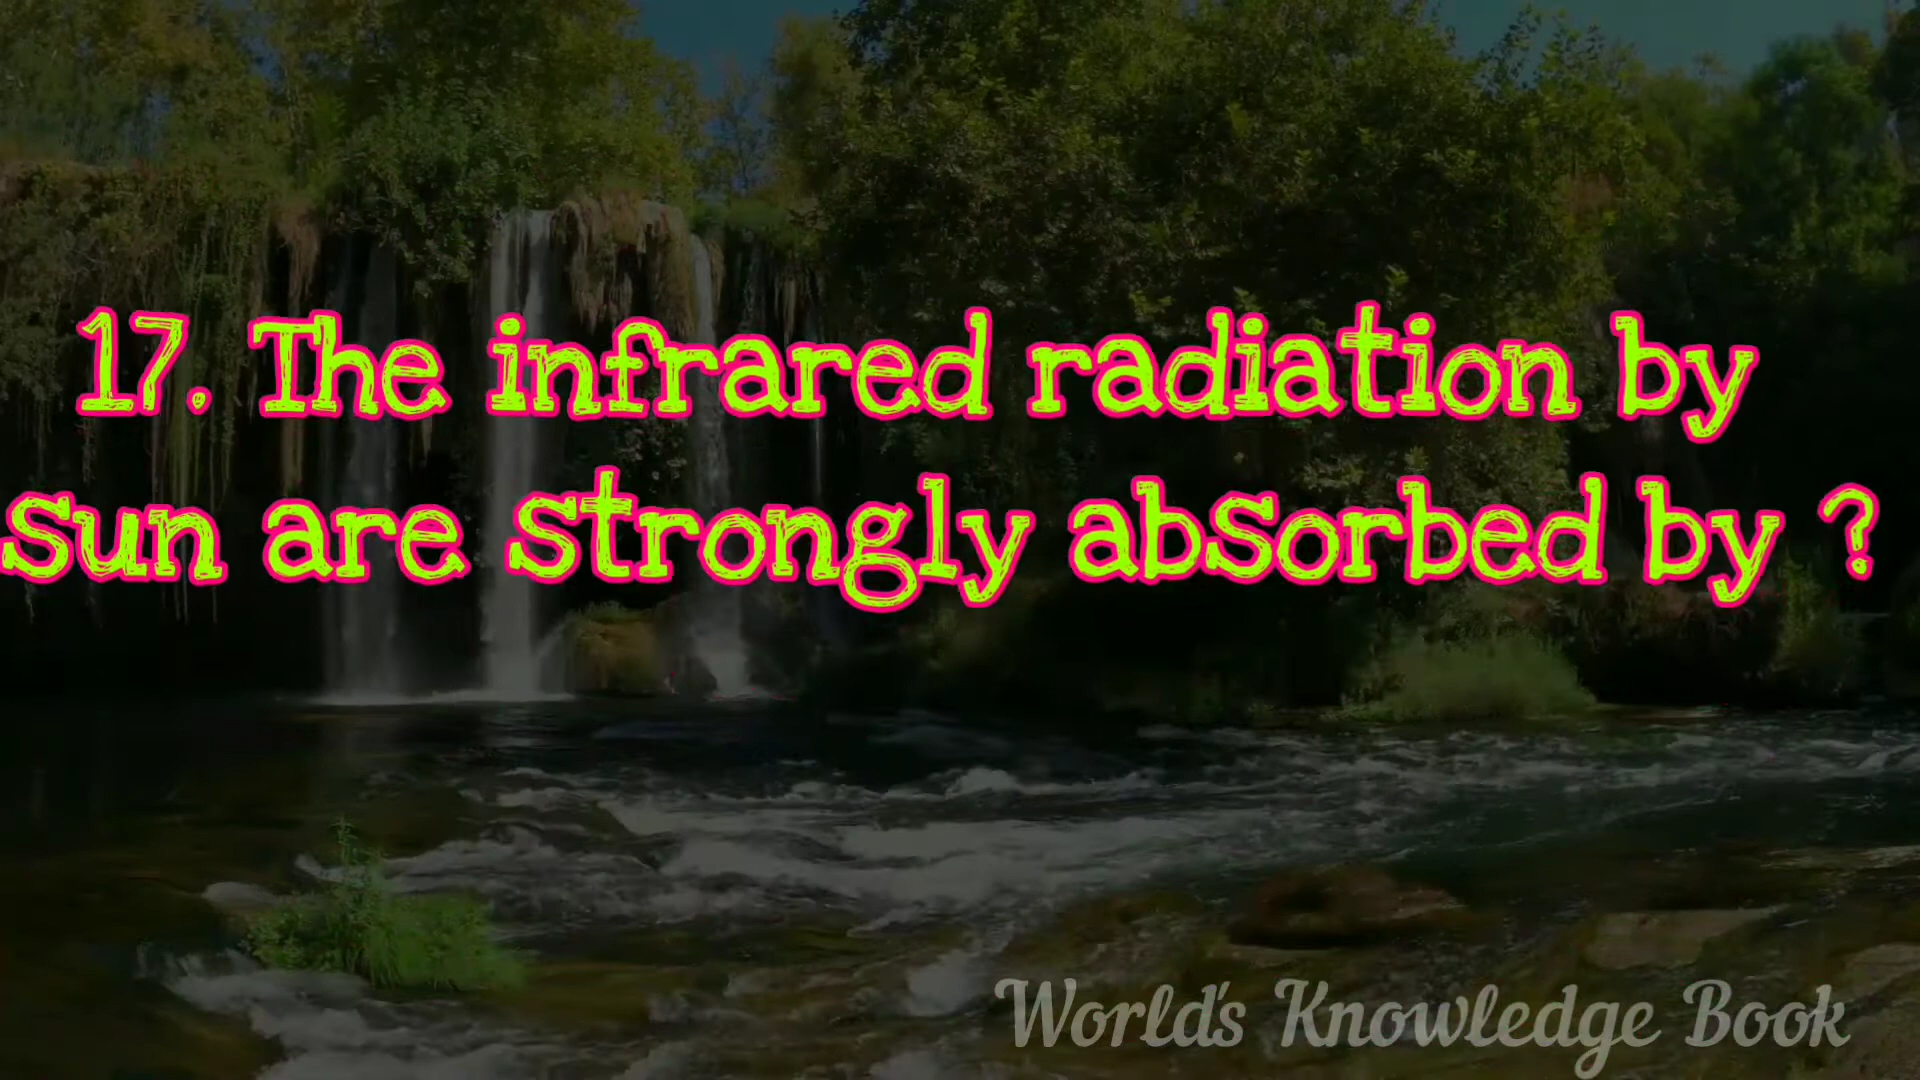 17. The infrared radiation by
sun are strongly absorbed by ?
World's Knowledge Book